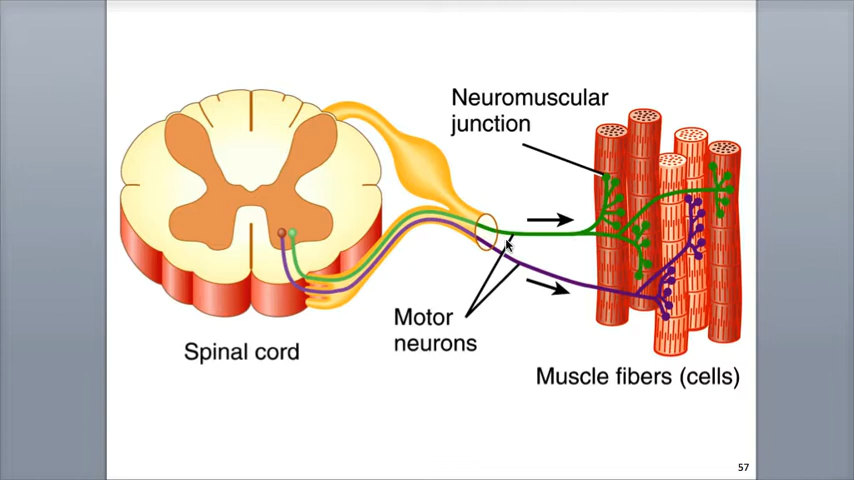 Neuromuscular
junction
Motor
neurons
Spinal cord
Muscle fibers (cells)
57